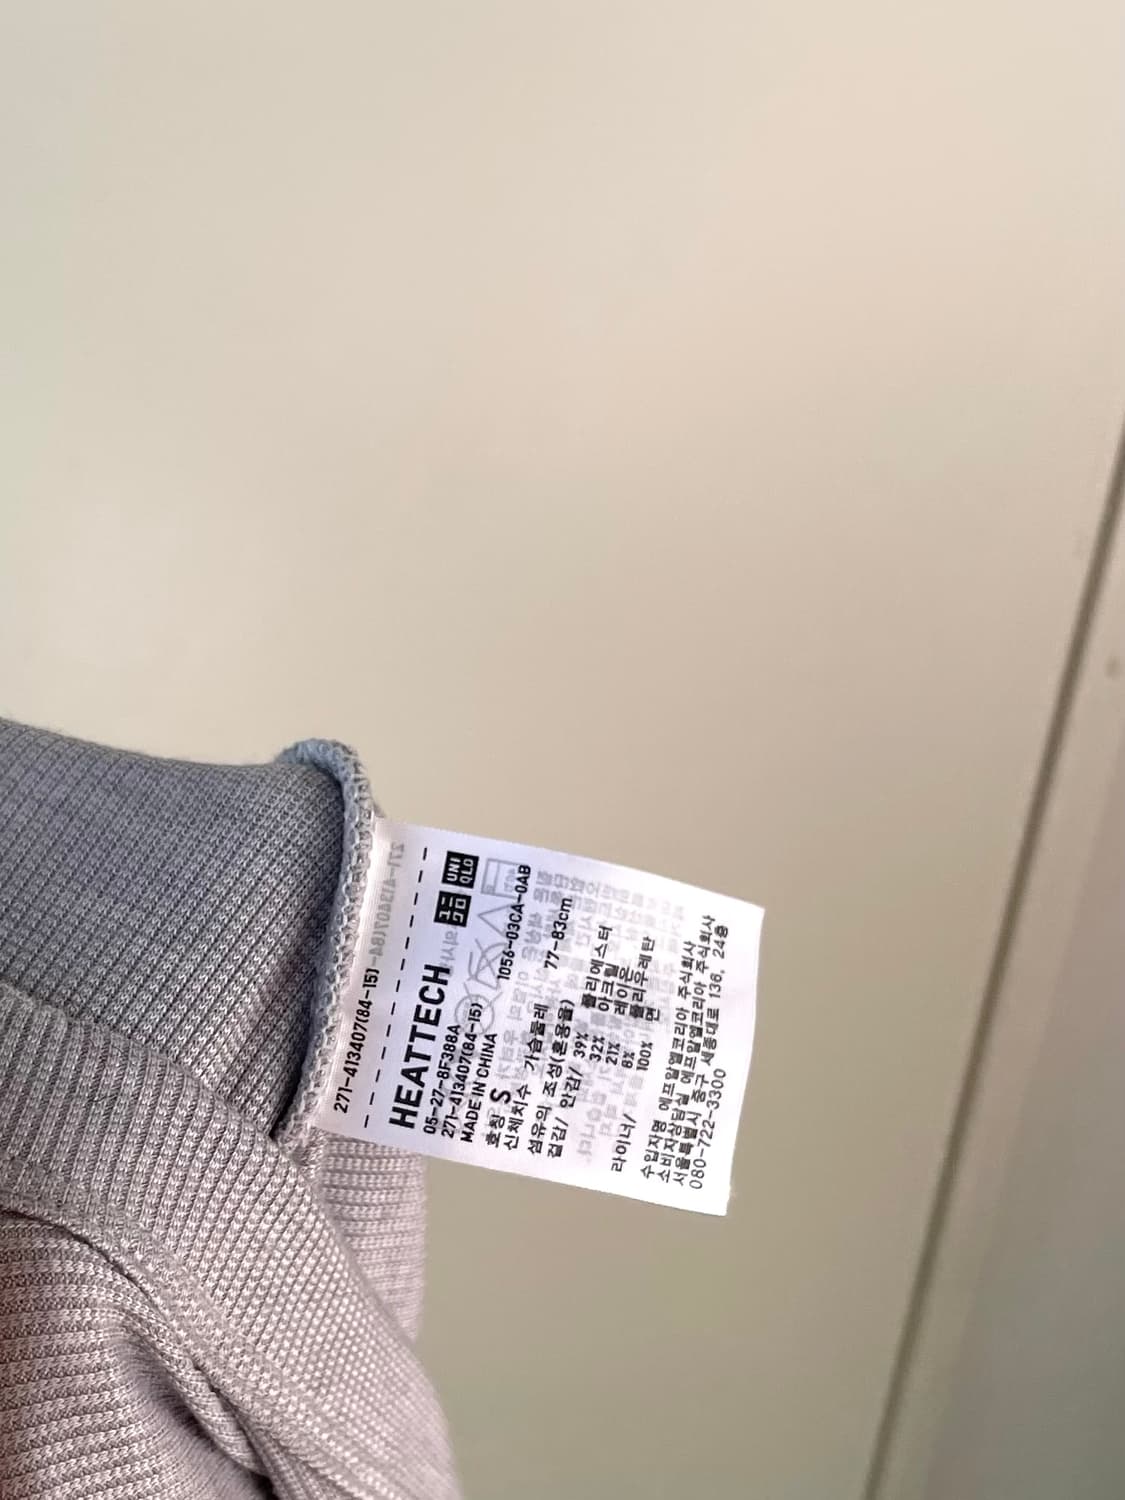 271-413407(84-15)
HEATTECH 유니클로 UNIQLO
05-27-8F388A
271-413407(84-15)
MADE IN CHINA 1056-03CA-0AB
호칭 S
신체치수 가슴둘레 77-83cm
섬유의 조성(혼용율)
겉감/ 안감/ 39% 폴리에스터
32% 아크릴
21% 레이온
8% 폴리우레탄
라이너/ 100% 면
수입자명 에프알엘코리아 주식회사
소비자상담실 에프알엘코리아 주식회사
서울특별시 중구 세종대로 136, 24층
080-722-3300